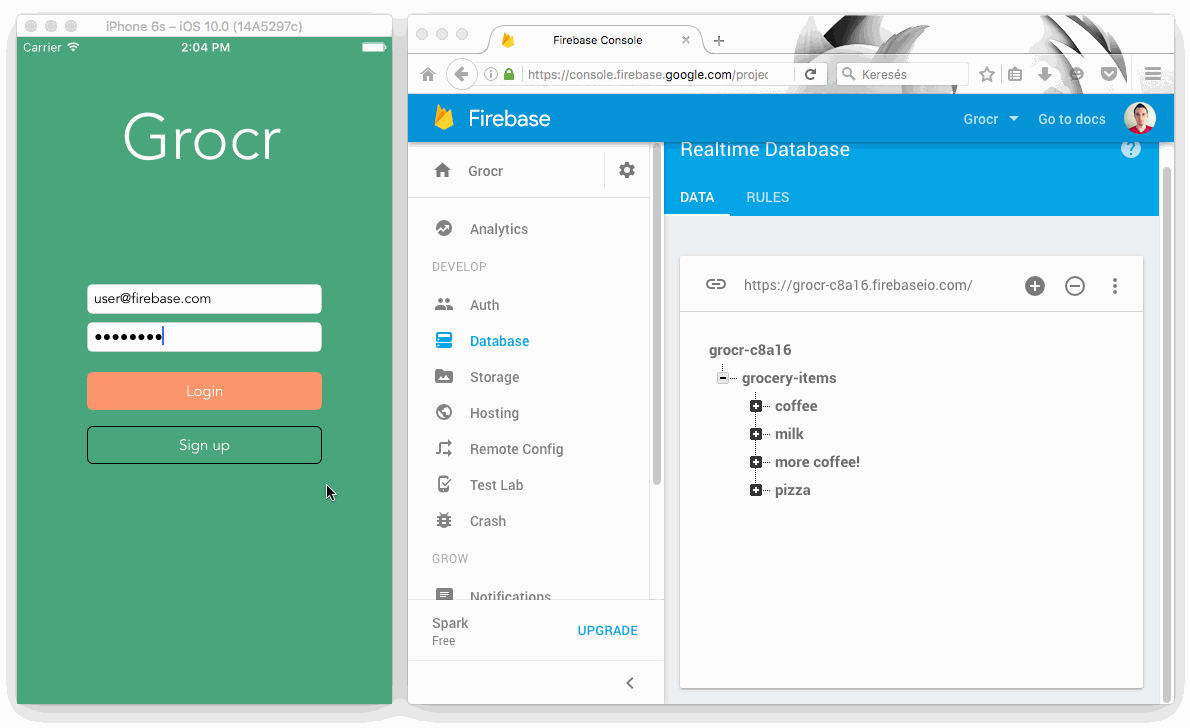 iPhone 6s – iOS 10.0 (14A5297c)
Carrier
2:04 PM
Grocr
user@firebase.com
Login
Sign up
Firebase Console
https://console.firebase.google.com/projec
Keresés
Firebase
Grocr
Go to docs
Grocr
Analytics
DEVELOP
Auth
Database
Storage
Hosting
Remote Config
Test Lab
Crash
GROW
Notifications
Spark
Free
UPGRADE
Realtime Database
DATA
RULES
https://grocr-c8a16.firebaseio.com/
grocr-c8a16
grocery-items
coffee
milk
more coffee!
pizza